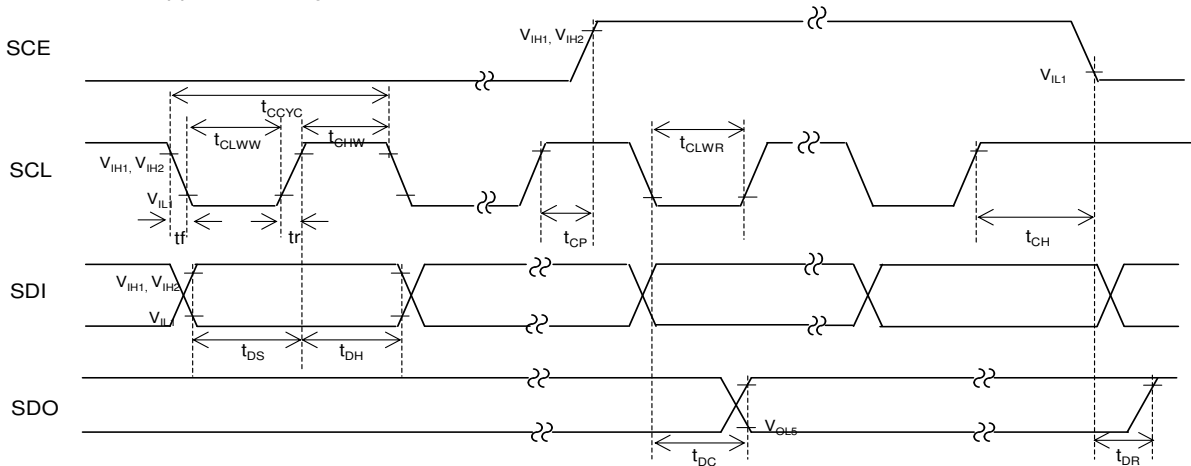 SCE
V_IH1, V_IH2
V_IL1
t_CCYC
t_CLWW
t_CHW
t_CLWR
SCL
V_IH1, V_IH2
V_IL1
tf
tr
t_CP
t_CH
SDI
V_IH1, V_IH2
V_IL1
t_DS
t_DH
SDO
V_OL5
t_DC
t_DR